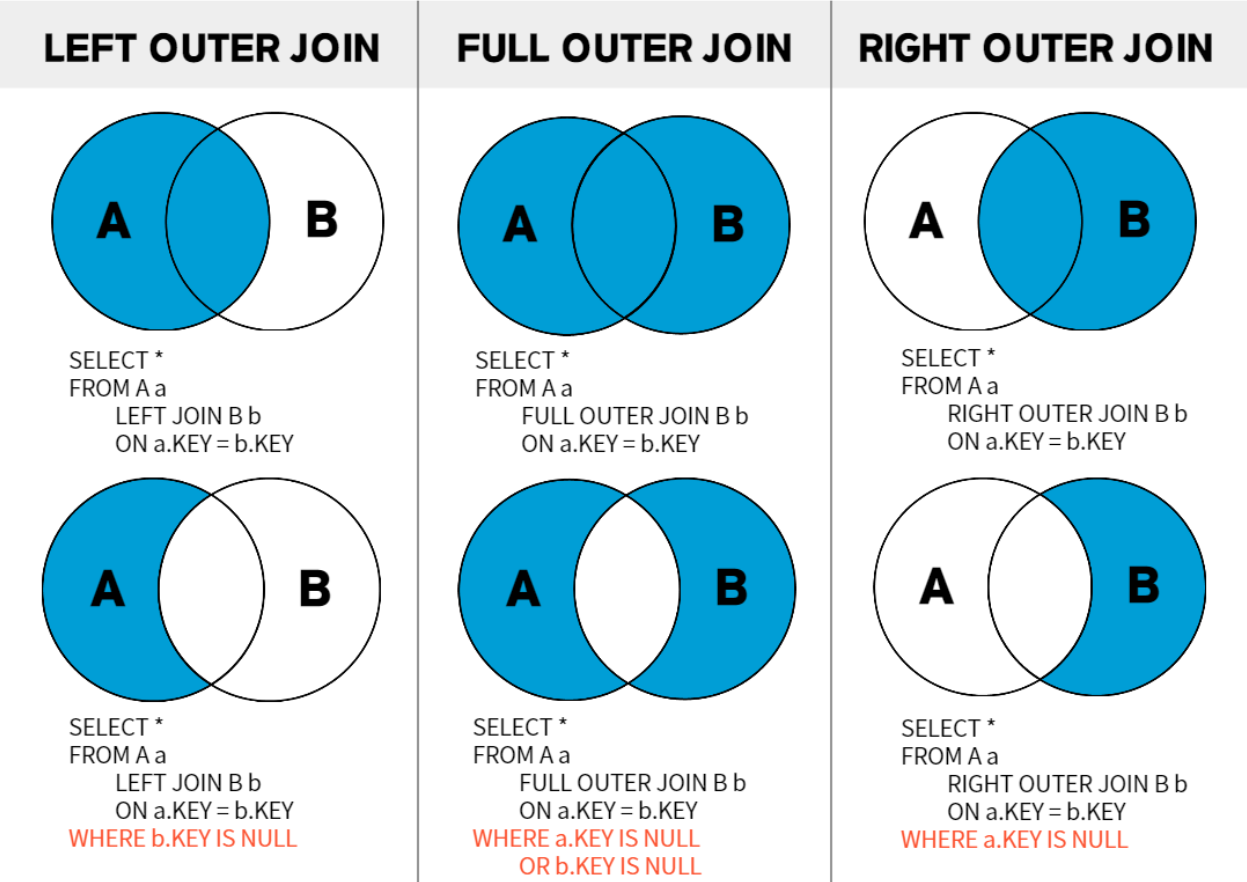 LEFT OUTER JOIN
A
B
SELECT *
FROM A a
LEFT JOIN B b
ON a.KEY = b.KEY
A
B
SELECT *
FROM A a
LEFT JOIN B b
ON a.KEY = b.KEY
WHERE b.KEY IS NULL
FULL OUTER JOIN
A
B
SELECT *
FROM A a
FULL OUTER JOIN B b
ON a.KEY = b.KEY
A
B
SELECT *
FROM A a
FULL OUTER JOIN B b
ON a.KEY = b.KEY
WHERE a.KEY IS NULL
OR b.KEY IS NULL
RIGHT OUTER JOIN
A
B
SELECT *
FROM A a
RIGHT OUTER JOIN B b
ON a.KEY = b.KEY
A
B
SELECT *
FROM A a
RIGHT OUTER JOIN B b
ON a.KEY = b.KEY
WHERE a.KEY IS NULL